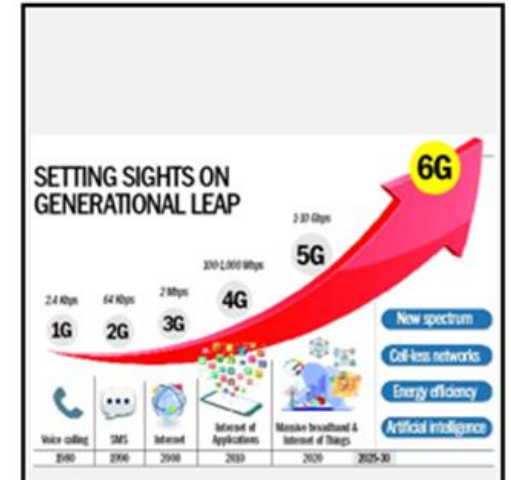 SETTING SIGHTS ON
GENERATIONAL LEAP
6G
1-10 Gbps
5G
100-1,000 Mbps
4G
2 Mbps
3G
64 Kbps
2G
2.4 Kbps
1G
New spectrum
Cell-less networks
Energy efficiency
Artificial intelligence
Voice calling
SMS
Internet
Internet of
Applications
Massive broadband &
Internet of Things
1980
1990
2000
2010
2020
2025-30